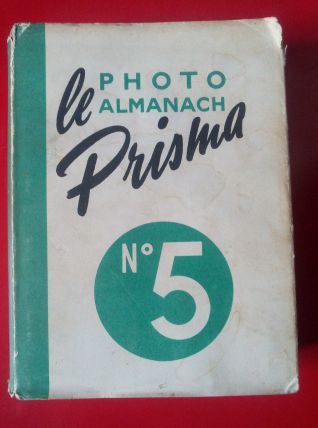 le PHOTO
ALMANACH
Prisma
N° 5